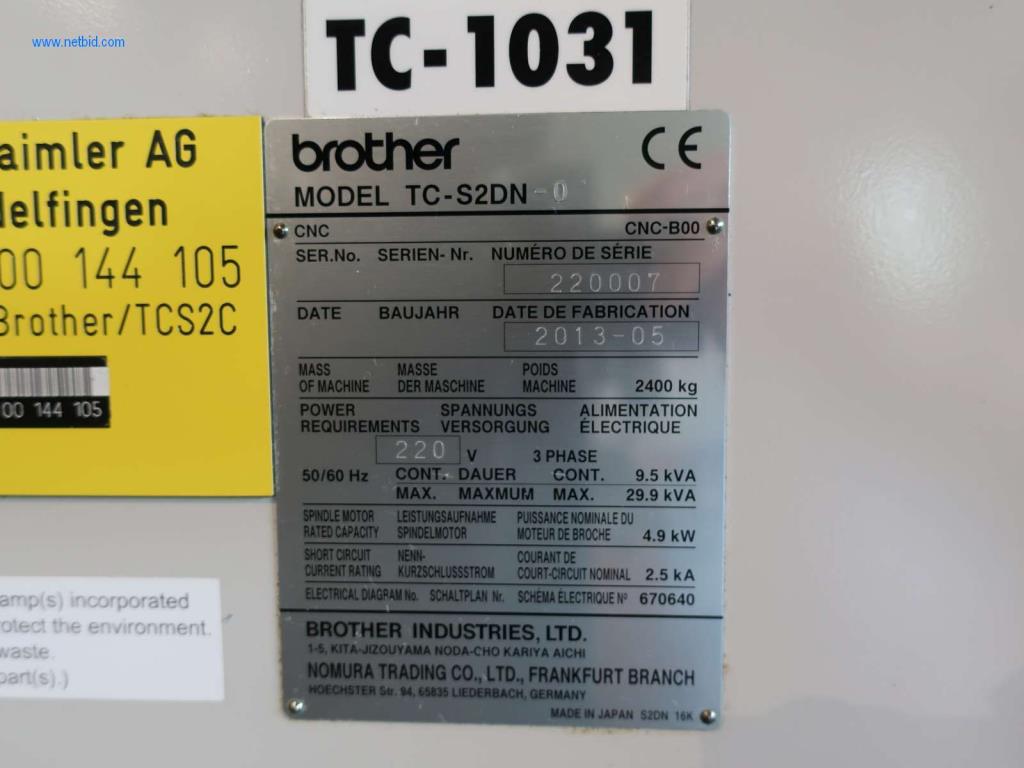 www.netbid.com
TC-1031
aimler AG
delfingen
00 144 105
Brother/TCS2C
00 144 105
brother CE
MODEL TC-S2DN-0
CNC CNC-B00
SER.No. SERIEN- Nr. NUMÉRO DE SÉRIE
220007
DATE BAUJAHR DATE DE FABRICATION
2013-05
MASS MASSE POIDS
OF MACHINE DER MASCHINE MACHINE 2400 kg
POWER SPANNUNGS ALIMENTATION
REQUIREMENTS VERSORGUNG ÉLECTRIQUE
220 V 3 PHASE
50/60 Hz CONT. DAUER CONT. 9.5 kVA
MAX. MAXMUM MAX. 29.9 kVA
SPINDLE MOTOR LEISTUNGSAUFNAHME PUISSANCE NOMINALE DU
RATED CAPACITY SPINDELMOTOR MOTEUR DE BROCHE 4.9 kW
SHORT CIRCUIT NENN- COURANT DE
CURRENT RATING KURZSCHLUSSSTROM COURT-CIRCUIT NOMINAL 2.5 kA
ELECTRICAL DIAGRAM No. SCHALTPLAN Nr. SCHÉMA ÉLECTRIQUE Nº 670640
BROTHER INDUSTRIES, LTD.
1-5, KITA-JIZOUYAMA NODA-CHO KARIYA AICHI
NOMURA TRADING CO., LTD., FRANKFURT BRANCH
HOECHSTER Str. 94, 65835 LIEDERBACH, GERMANY
MADE IN JAPAN S2DN 16K
amp(s) incorporated
rotect the environment.
waste.
part(s).)